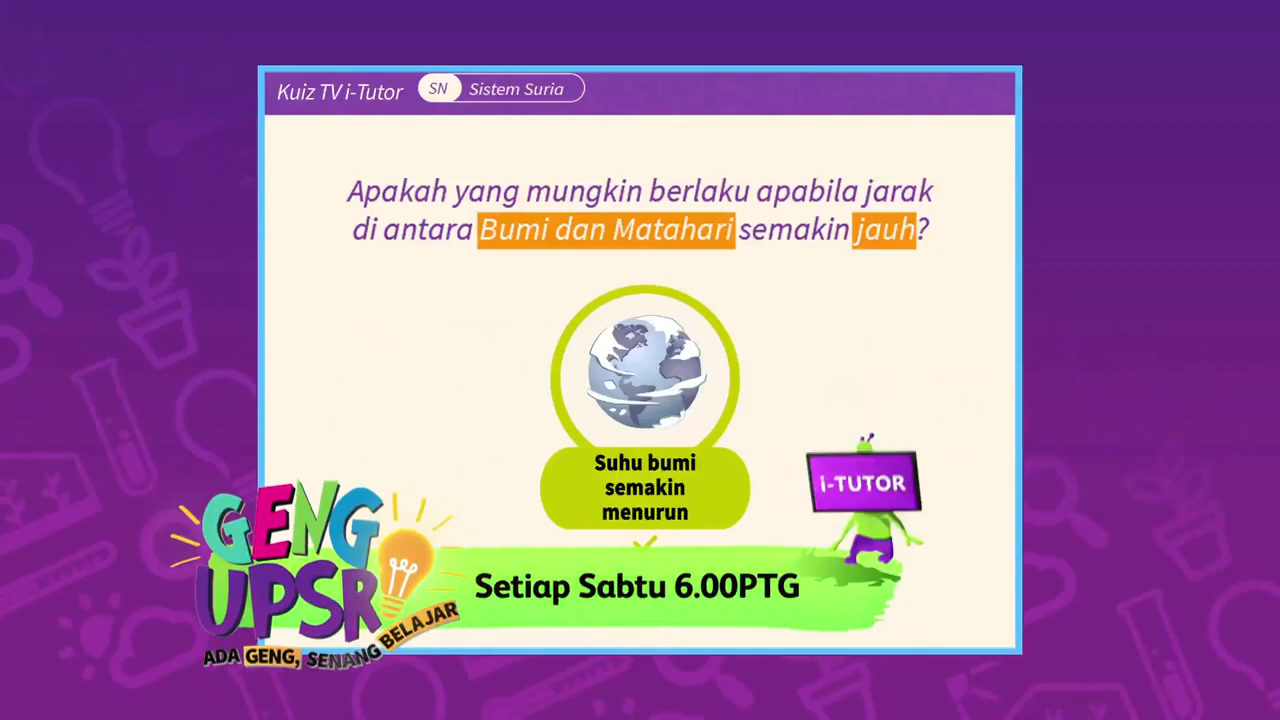 Kuiz TV i-Tutor
SN Sistem Suria
Apakah yang mungkin berlaku apabila jarak
di antara Bumi dan Matahari semakin jauh?
Suhu bumi
semakin
menurun
i-TUTOR
GENG
UPSR
ADA GENG, SENANG BELAJAR
Setiap Sabtu 6.00PTG